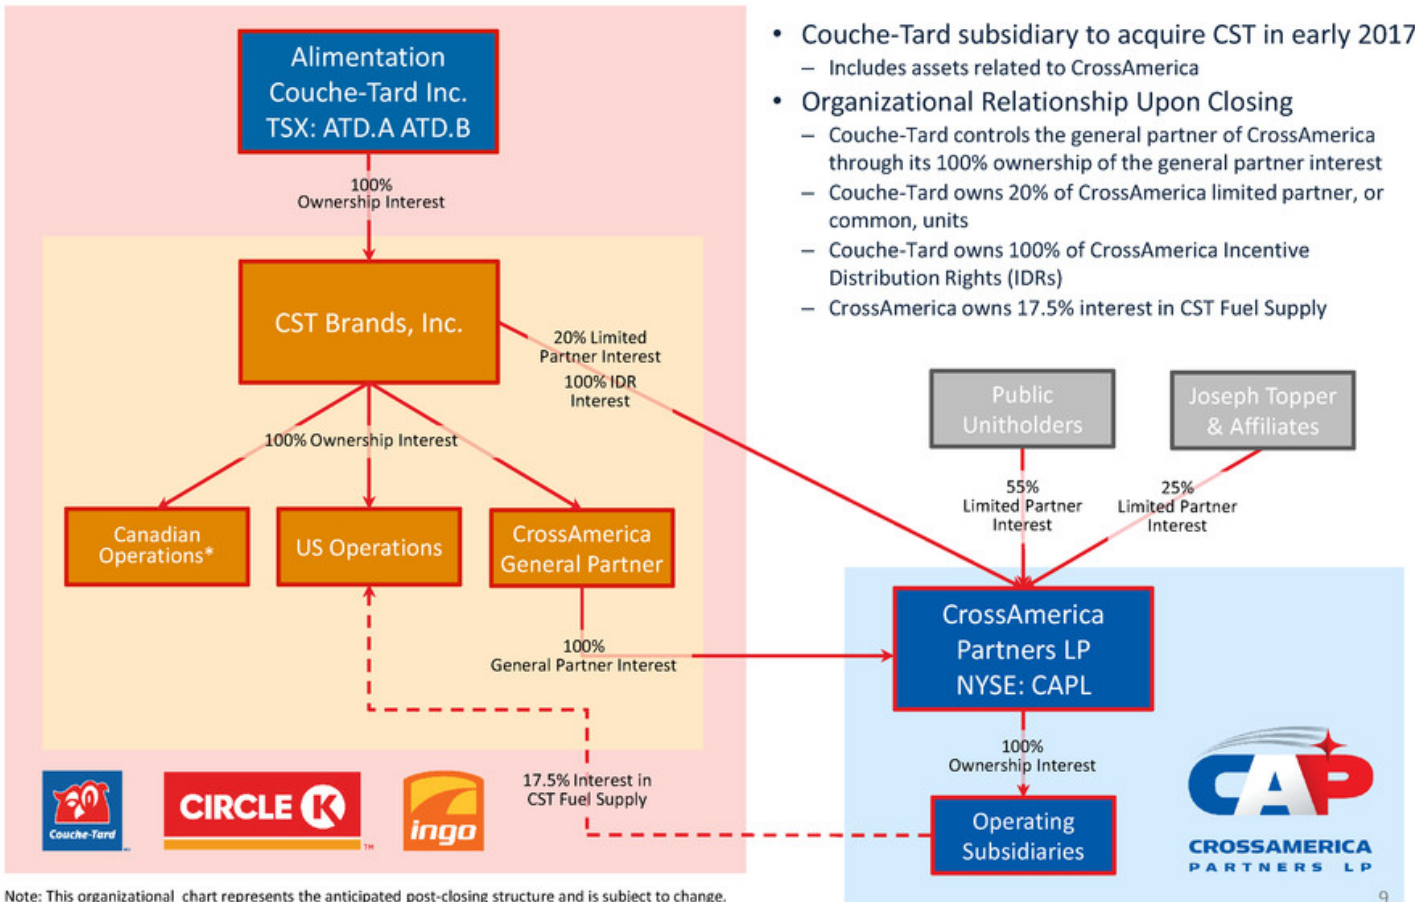 Alimentation
Couche-Tard Inc.
TSX: ATD.A ATD.B
100%
Ownership Interest
CST Brands, Inc.
20% Limited
Partner Interest
100% IDR
Interest
100% Ownership Interest
Canadian
Operations*
US Operations
CrossAmerica
General Partner
100%
General Partner Interest
17.5% Interest in
CST Fuel Supply
Couche-Tard
CIRCLE K
TM
ingo
• Couche-Tard subsidiary to acquire CST in early 2017
– Includes assets related to CrossAmerica
• Organizational Relationship Upon Closing
– Couche-Tard controls the general partner of CrossAmerica
through its 100% ownership of the general partner interest
– Couche-Tard owns 20% of CrossAmerica limited partner, or
common, units
– Couche-Tard owns 100% of CrossAmerica Incentive
Distribution Rights (IDRs)
– CrossAmerica owns 17.5% interest in CST Fuel Supply
Public
Unitholders
Joseph Topper
& Affiliates
55%
Limited Partner
Interest
25%
Limited Partner
Interest
CrossAmerica
Partners LP
NYSE: CAPL
100%
Ownership Interest
Operating
Subsidiaries
CAP
CROSSAMERICA
PARTNERS LP
Note: This organizational chart represents the anticipated post-closing structure and is subject to change.
9